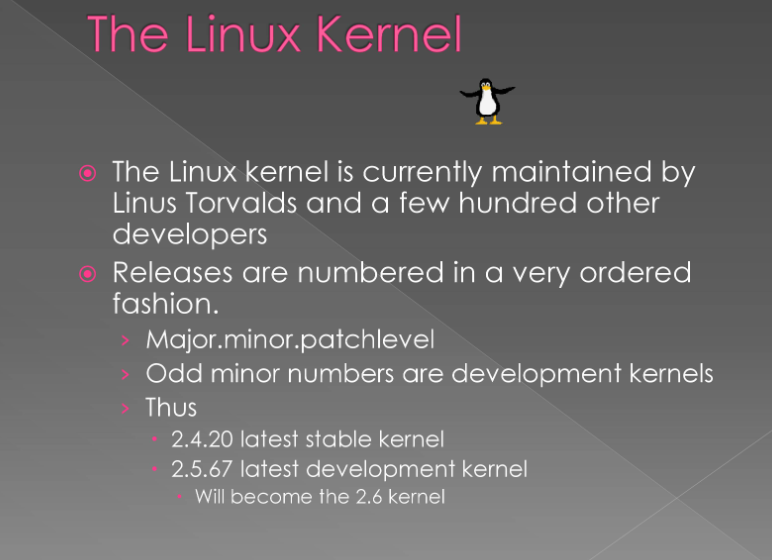 The Linux Kernel
The Linux kernel is currently maintained by
Linus Torvalds and a few hundred other
developers
Releases are numbered in a very ordered
fashion.
Major.minor.patchlevel
Odd minor numbers are development kernels
Thus
2.4.20 latest stable kernel
2.5.67 latest development kernel
Will become the 2.6 kernel